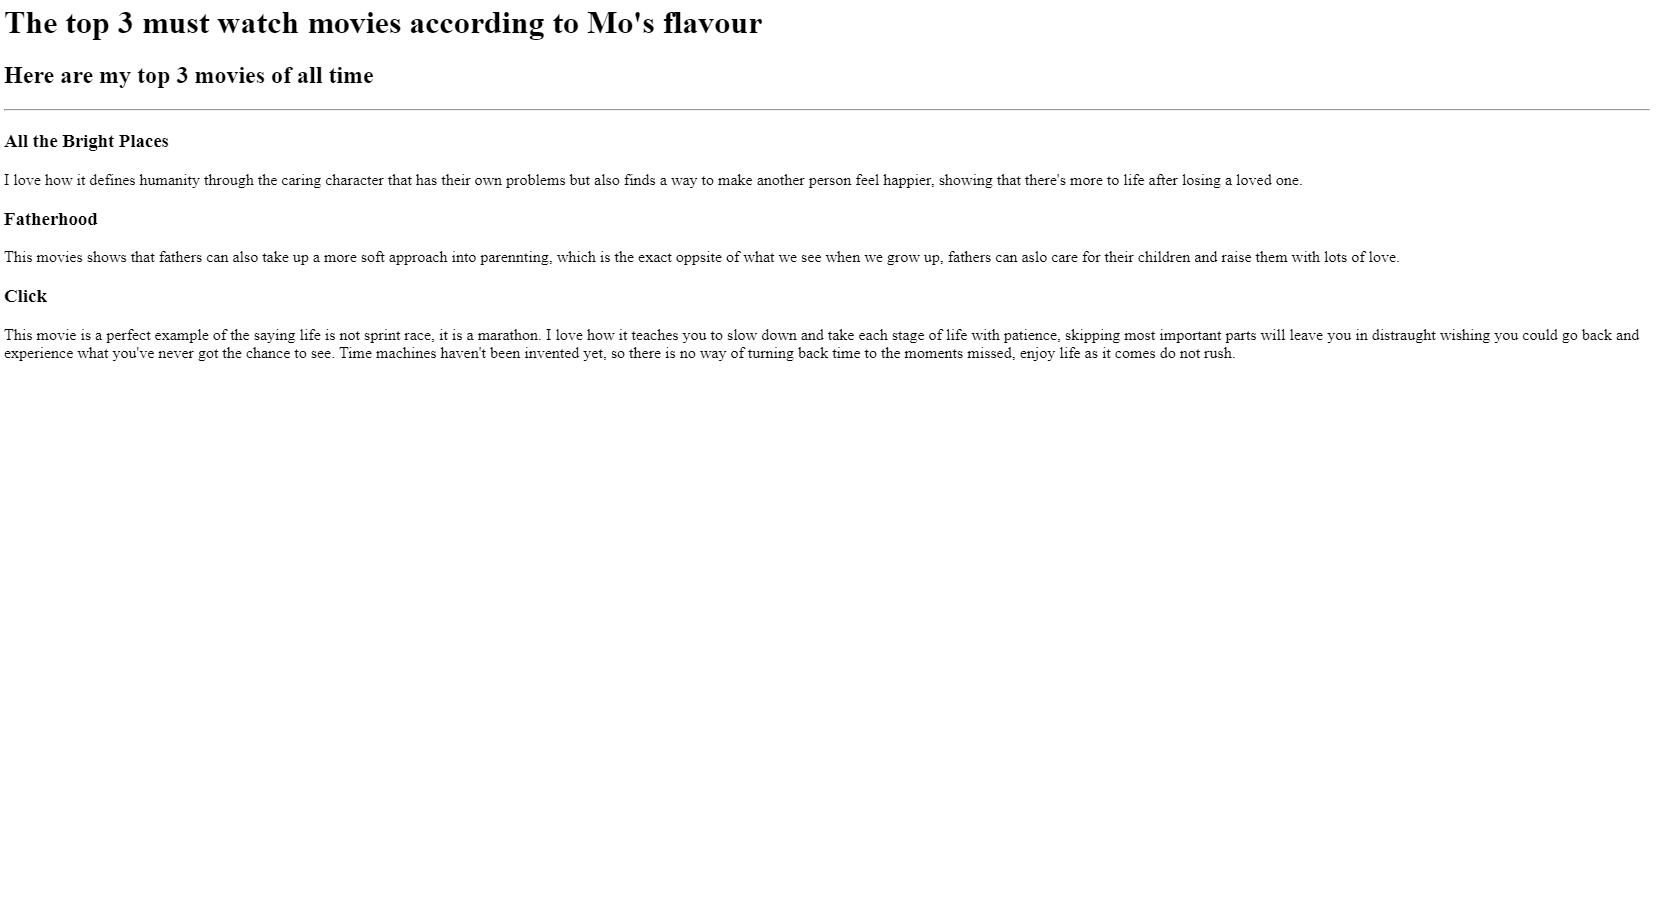 The top 3 must watch movies according to Mo's flavour
Here are my top 3 movies of all time
All the Bright Places
I love how it defines humanity through the caring character that has their own problems but also finds a way to make another person feel happier, showing that there's more to life after losing a loved one.
Fatherhood
This movies shows that fathers can also take up a more soft approach into parennting, which is the exact oppsite of what we see when we grow up, fathers can aslo care for their children and raise them with lots of love.
Click
This movie is a perfect example of the saying life is not sprint race, it is a marathon. I love how it teaches you to slow down and take each stage of life with patience, skipping most important parts will leave you in distraught wishing you could go back and
experience what you've never got the chance to see. Time machines haven't been invented yet, so there is no way of turning back time to the moments missed, enjoy life as it comes do not rush.